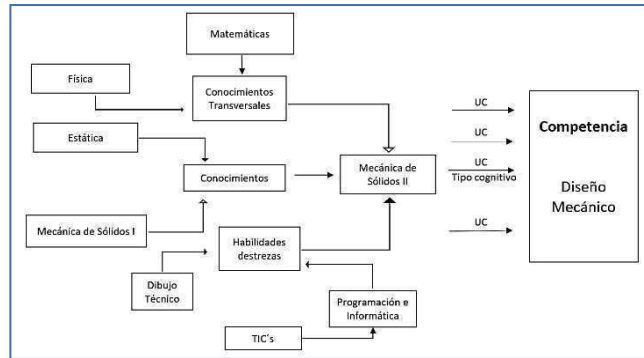 Matemáticas
Física
Conocimientos
Transversales
UC
Estática
UC
Competencia
Conocimientos
Mecánica de
Sólidos II
UC
Tipo cognitivo
Diseño
Mecánico
Mecánica de Sólidos I
Habilidades
destrezas
UC
Dibujo
Técnico
Programación e
Informática
TIC´s